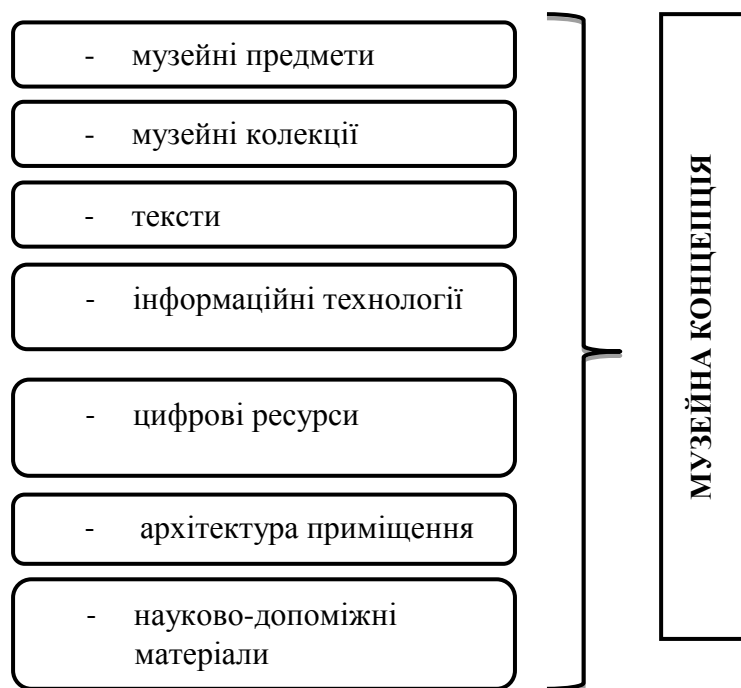 - музейні предмети
- музейні колекції
- тексти
- інформаційні технології
- цифрові ресурси
- архітектура приміщення
- науково-допоміжні
матеріали
МУЗЕЙНА КОНЦЕПЦІЯ